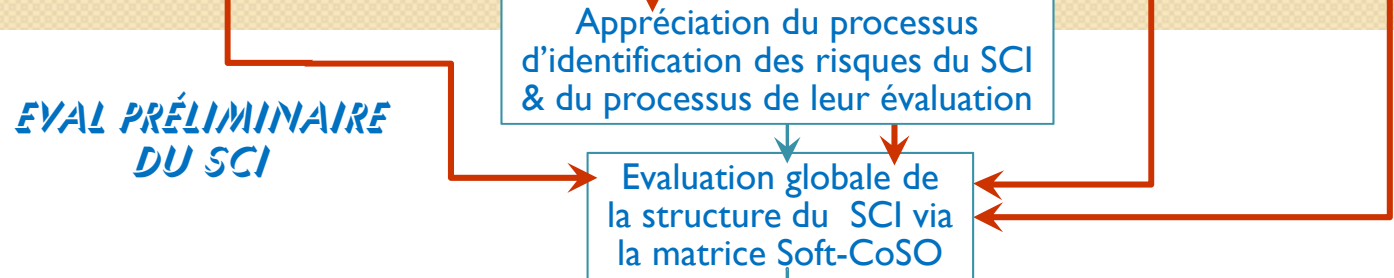 Appréciation du processus
d’identification des risques du SCI
& du processus de leur évaluation
EVAL PRÉLIMINAIRE
DU SCI
Evaluation globale de
la structure du SCI via
la matrice Soft-CoSO